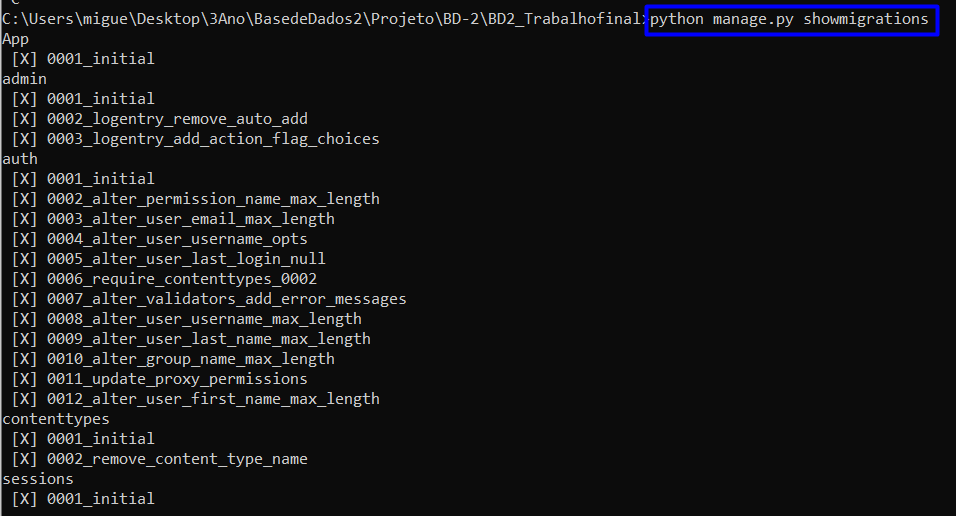 C:\Users\migue\Desktop\3Ano\BasedeDados2\Projeto\BD-2\BD2_Trabalhofinal>python manage.py showmigrations
App
[X] 0001_initial
admin
[X] 0001_initial
[X] 0002_logentry_remove_auto_add
[X] 0003_logentry_add_action_flag_choices
auth
[X] 0001_initial
[X] 0002_alter_permission_name_max_length
[X] 0003_alter_user_email_max_length
[X] 0004_alter_user_username_opts
[X] 0005_alter_user_last_login_null
[X] 0006_require_contenttypes_0002
[X] 0007_alter_validators_add_error_messages
[X] 0008_alter_user_username_max_length
[X] 0009_alter_user_last_name_max_length
[X] 0010_alter_group_name_max_length
[X] 0011_update_proxy_permissions
[X] 0012_alter_user_first_name_max_length
contenttypes
[X] 0001_initial
[X] 0002_remove_content_type_name
sessions
[X] 0001_initial